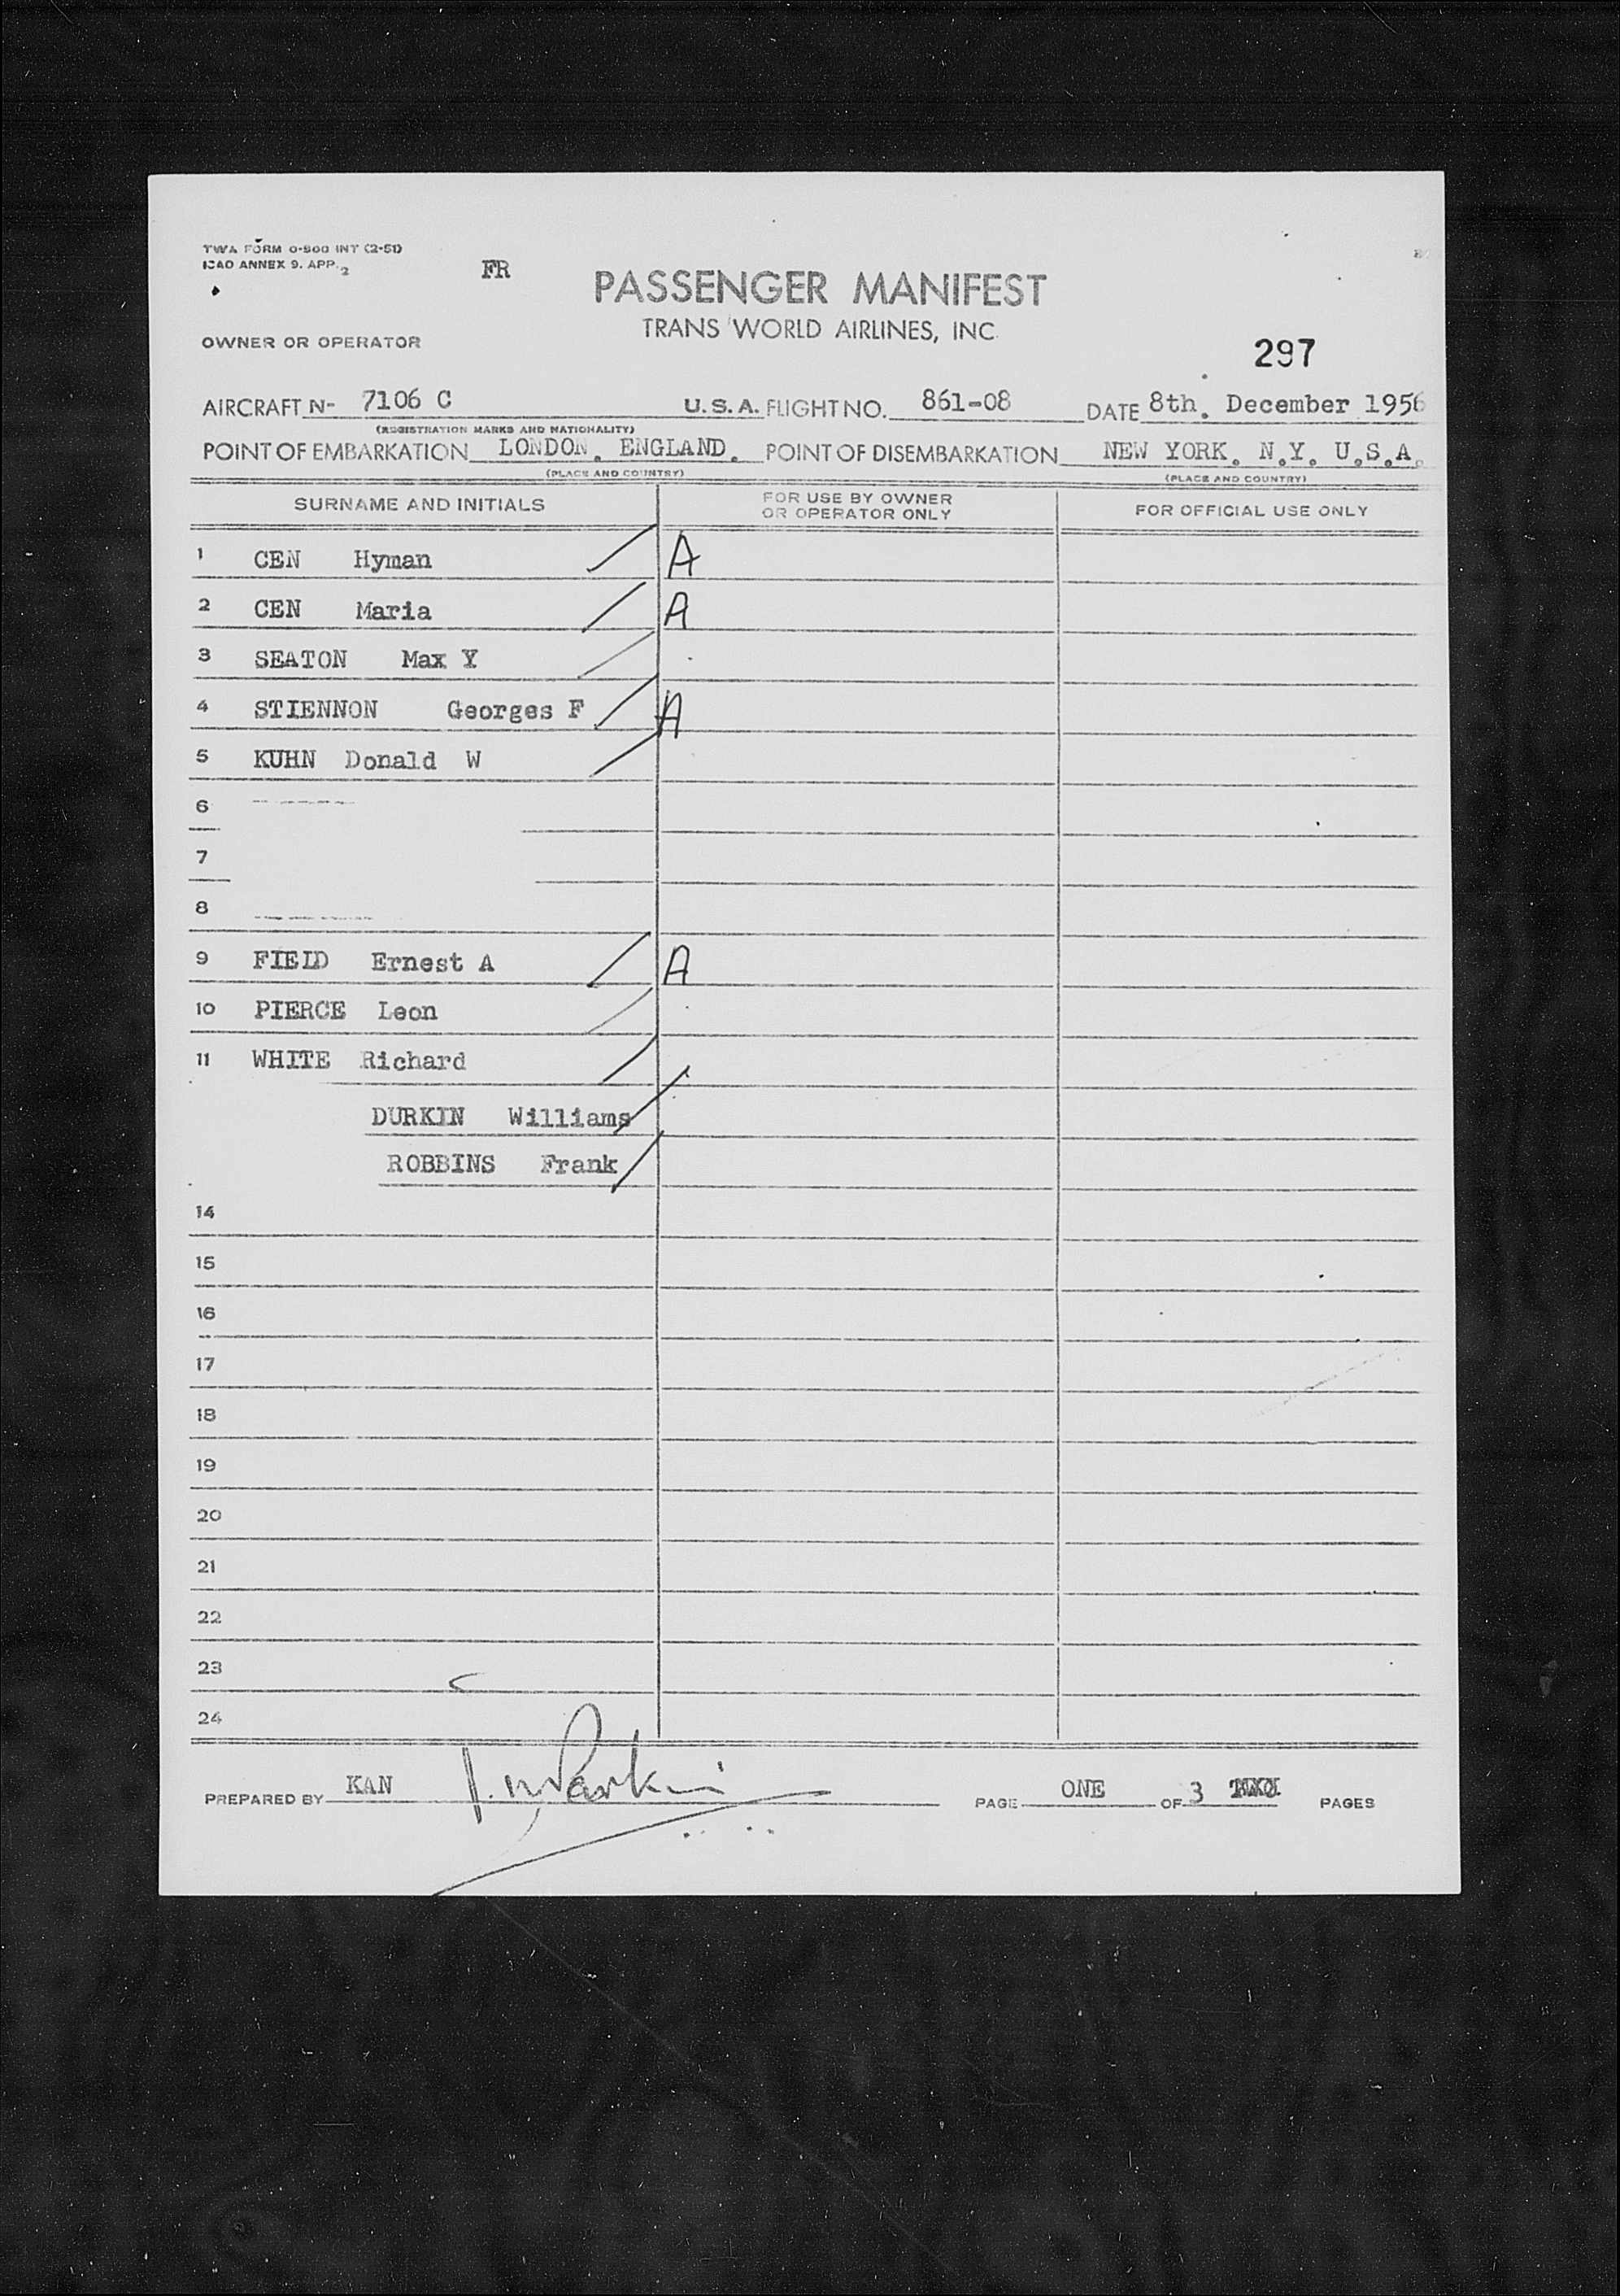 TWA FORM O-800 INT (2-51)
ICAO ANNEX 9. APP. 2
FR
PASSENGER MANIFEST
TRANS WORLD AIRLINES, INC.
OWNER OR OPERATOR
297
AIRCRAFT N- 7106 C U.S.A. FLIGHT NO. 861-08 DATE 8th. December 1956
(REGISTRATION MARKS AND NATIONALITY)
POINT OF EMBARKATION LONDON. ENGLAND. POINT OF DISEMBARKATION NEW YORK. N.Y. U.S.A.
(PLACE AND COUNTRY) (PLACE AND COUNTRY)
SURNAME AND INITIALS FOR USE BY OWNER OR OPERATOR ONLY FOR OFFICIAL USE ONLY
1 CEN Hyman A
2 CEN Maria A
3 SEATON Max Y
4 STIENNON Georges F A
5 KUHN Donald W
6
7
8
9 FIELD Ernest A A
10 PIERCE Leon
11 WHITE Richard
DURKIN Williams
ROBBINS Frank
14
15
16
17
18
19
20
21
22
23
24
PREPARED BY KAN PAGE ONE OF 3 PAGES